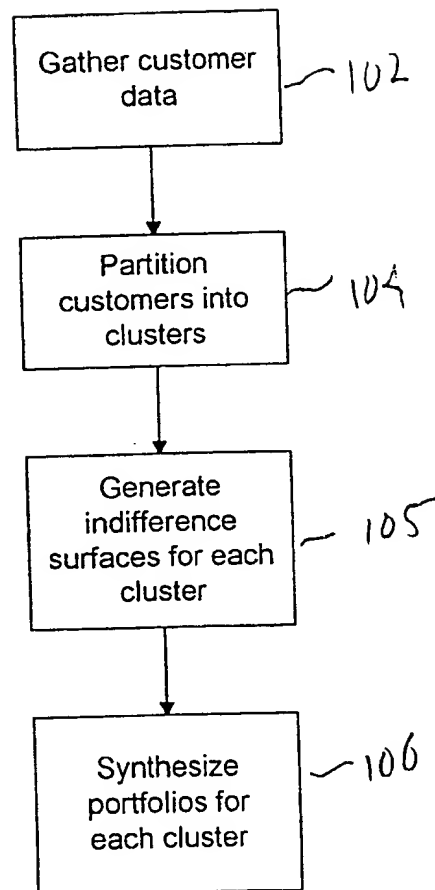 Gather customer
data
102
Partition
customers into
clusters
104
Generate
indifference
surfaces for each
cluster
105
Synthesize
portfolios for
each cluster
106